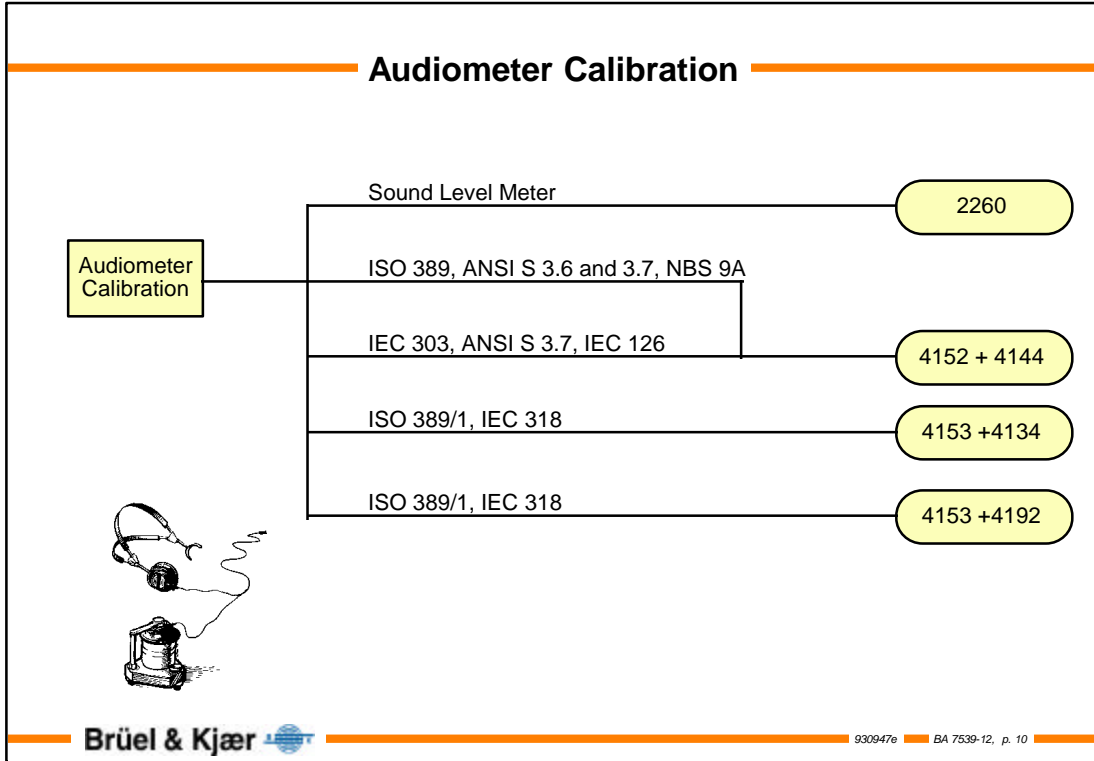 Audiometer Calibration
Sound Level Meter
2260
Audiometer
Calibration
ISO 389, ANSI S 3.6 and 3.7, NBS 9A
IEC 303, ANSI S 3.7, IEC 126
4152 + 4144
ISO 389/1, IEC 318
4153 +4134
ISO 389/1, IEC 318
4153 +4192
Brüel & Kjær
930947e
BA 7539-12, p. 10